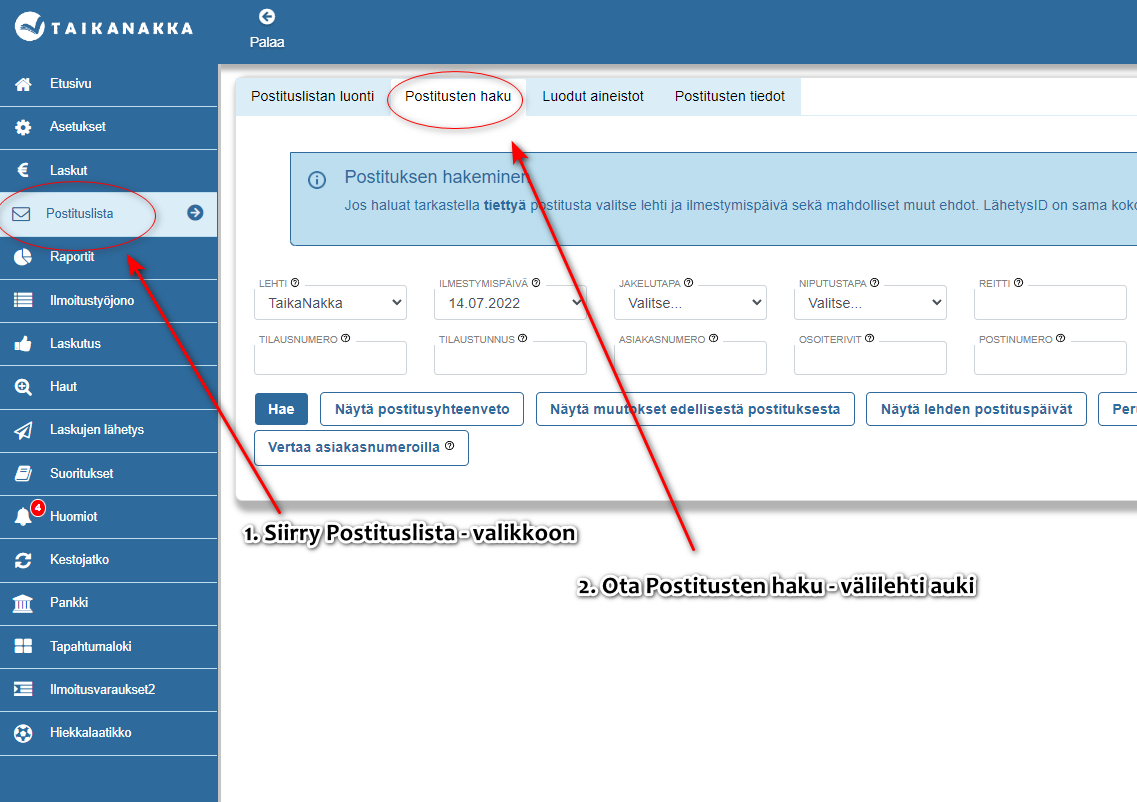 TAIKANAKKA
Palaa
Etusivu
Asetukset
Laskut
Postituslista
Raportit
Ilmoitustyöjono
Laskutus
Haut
Laskujen lähetys
Suoritukset
4
Huomiot
Kestojatko
Pankki
Tapahtumaloki
Ilmoitusvaraukset2
Hiekkalaatikko
Postituslistan luonti Postitusten haku Luodut aineistot Postitusten tiedot
Postituksen hakeminen
Jos haluat tarkastella tiettyä postitusta valitse lehti ja ilmestymispäivä sekä mahdolliset muut ehdot. LähetysID on sama
LEHTI ILMESTYMISPÄIVÄ JAKELUTAPA NIPUTUSTAPA REITTI
TaikaNakka 14.07.2022 Valitse... Valitse...
TILAUSNUMERO TILAUSTUNNUS ASIAKASNUMERO OSOITERIVIT POSTINUMERO
Hae Näytä postitusyhteenveto Näytä muutokset edellisestä postituksesta Näytä lehden postituspäivät
Vertaa asiakasnumeroilla
1. Siirry Postituslista - valikkoon
2. Ota Postitusten haku - välilehti auki